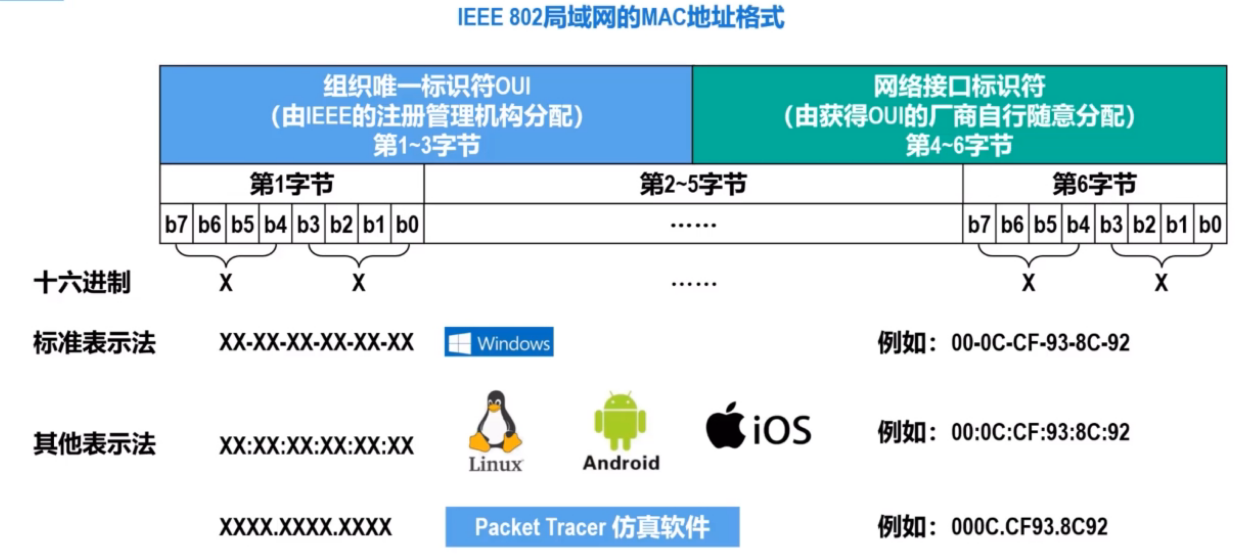 IEEE 802局域网的MAC地址格式
组织唯一标识符OUI
（由IEEE的注册管理机构分配）
第1~3字节
网络接口标识符
（由获得OUI的厂商自行随意分配）
第4~6字节
第1字节 第2~5字节 第6字节
b7 b6 b5 b4 b3 b2 b1 b0 …… b7 b6 b5 b4 b3 b2 b1 b0
十六进制 X X …… X X
标准表示法 XX-XX-XX-XX-XX-XX Windows 例如：00-0C-CF-93-8C-92
其他表示法 XX:XX:XX:XX:XX:XX Linux Android iOS 例如：00:0C:CF:93:8C:92
XXXX.XXXX.XXXX Packet Tracer 仿真软件 例如：000C.CF93.8C92